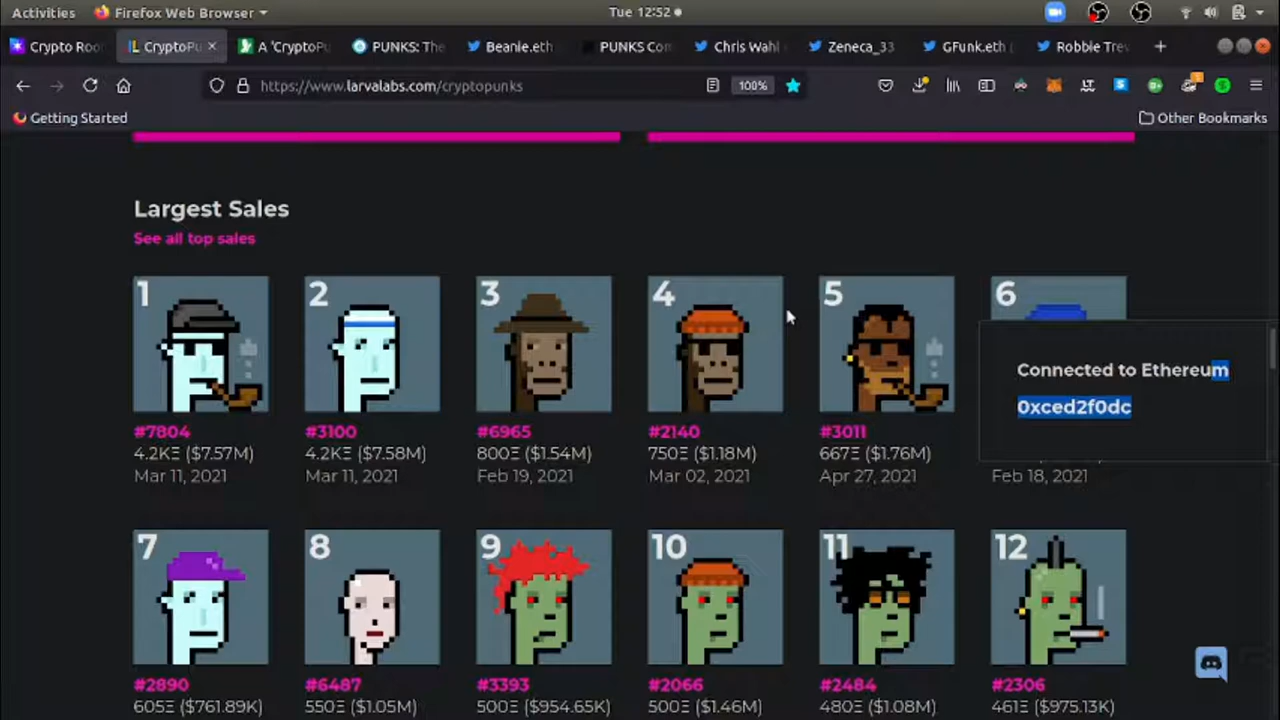 Activities Firefox Web Browser Tue 12:52
Crypto Roo CryptoPu A 'CryptoPu PUNKS: The Beanie.eth PUNKS Con Chris Wahl Zeneca_33 GFunk.eth | Robbie Trev
https://www.larvalabs.com/cryptopunks 100%
Getting Started Other Bookmarks
Largest Sales
See all top sales
1 2 3 4 5 6
Connected to Ethereum
0xced2f0dc
#7804 #3100 #6965 #2140 #3011
4.2KΞ ($7.57M) 4.2KΞ ($7.58M) 800Ξ ($1.54M) 750Ξ ($1.18M) 667Ξ ($1.76M)
Mar 11, 2021 Mar 11, 2021 Feb 19, 2021 Mar 02, 2021 Apr 27, 2021 Feb 18, 2021
7 8 9 10 11 12
#2890 #6487 #3393 #2066 #2484 #2306
605Ξ ($761.89K) 550Ξ ($1.05M) 500Ξ ($954.65K) 500Ξ ($1.46M) 480Ξ ($1.08M) 461Ξ ($975.13K)